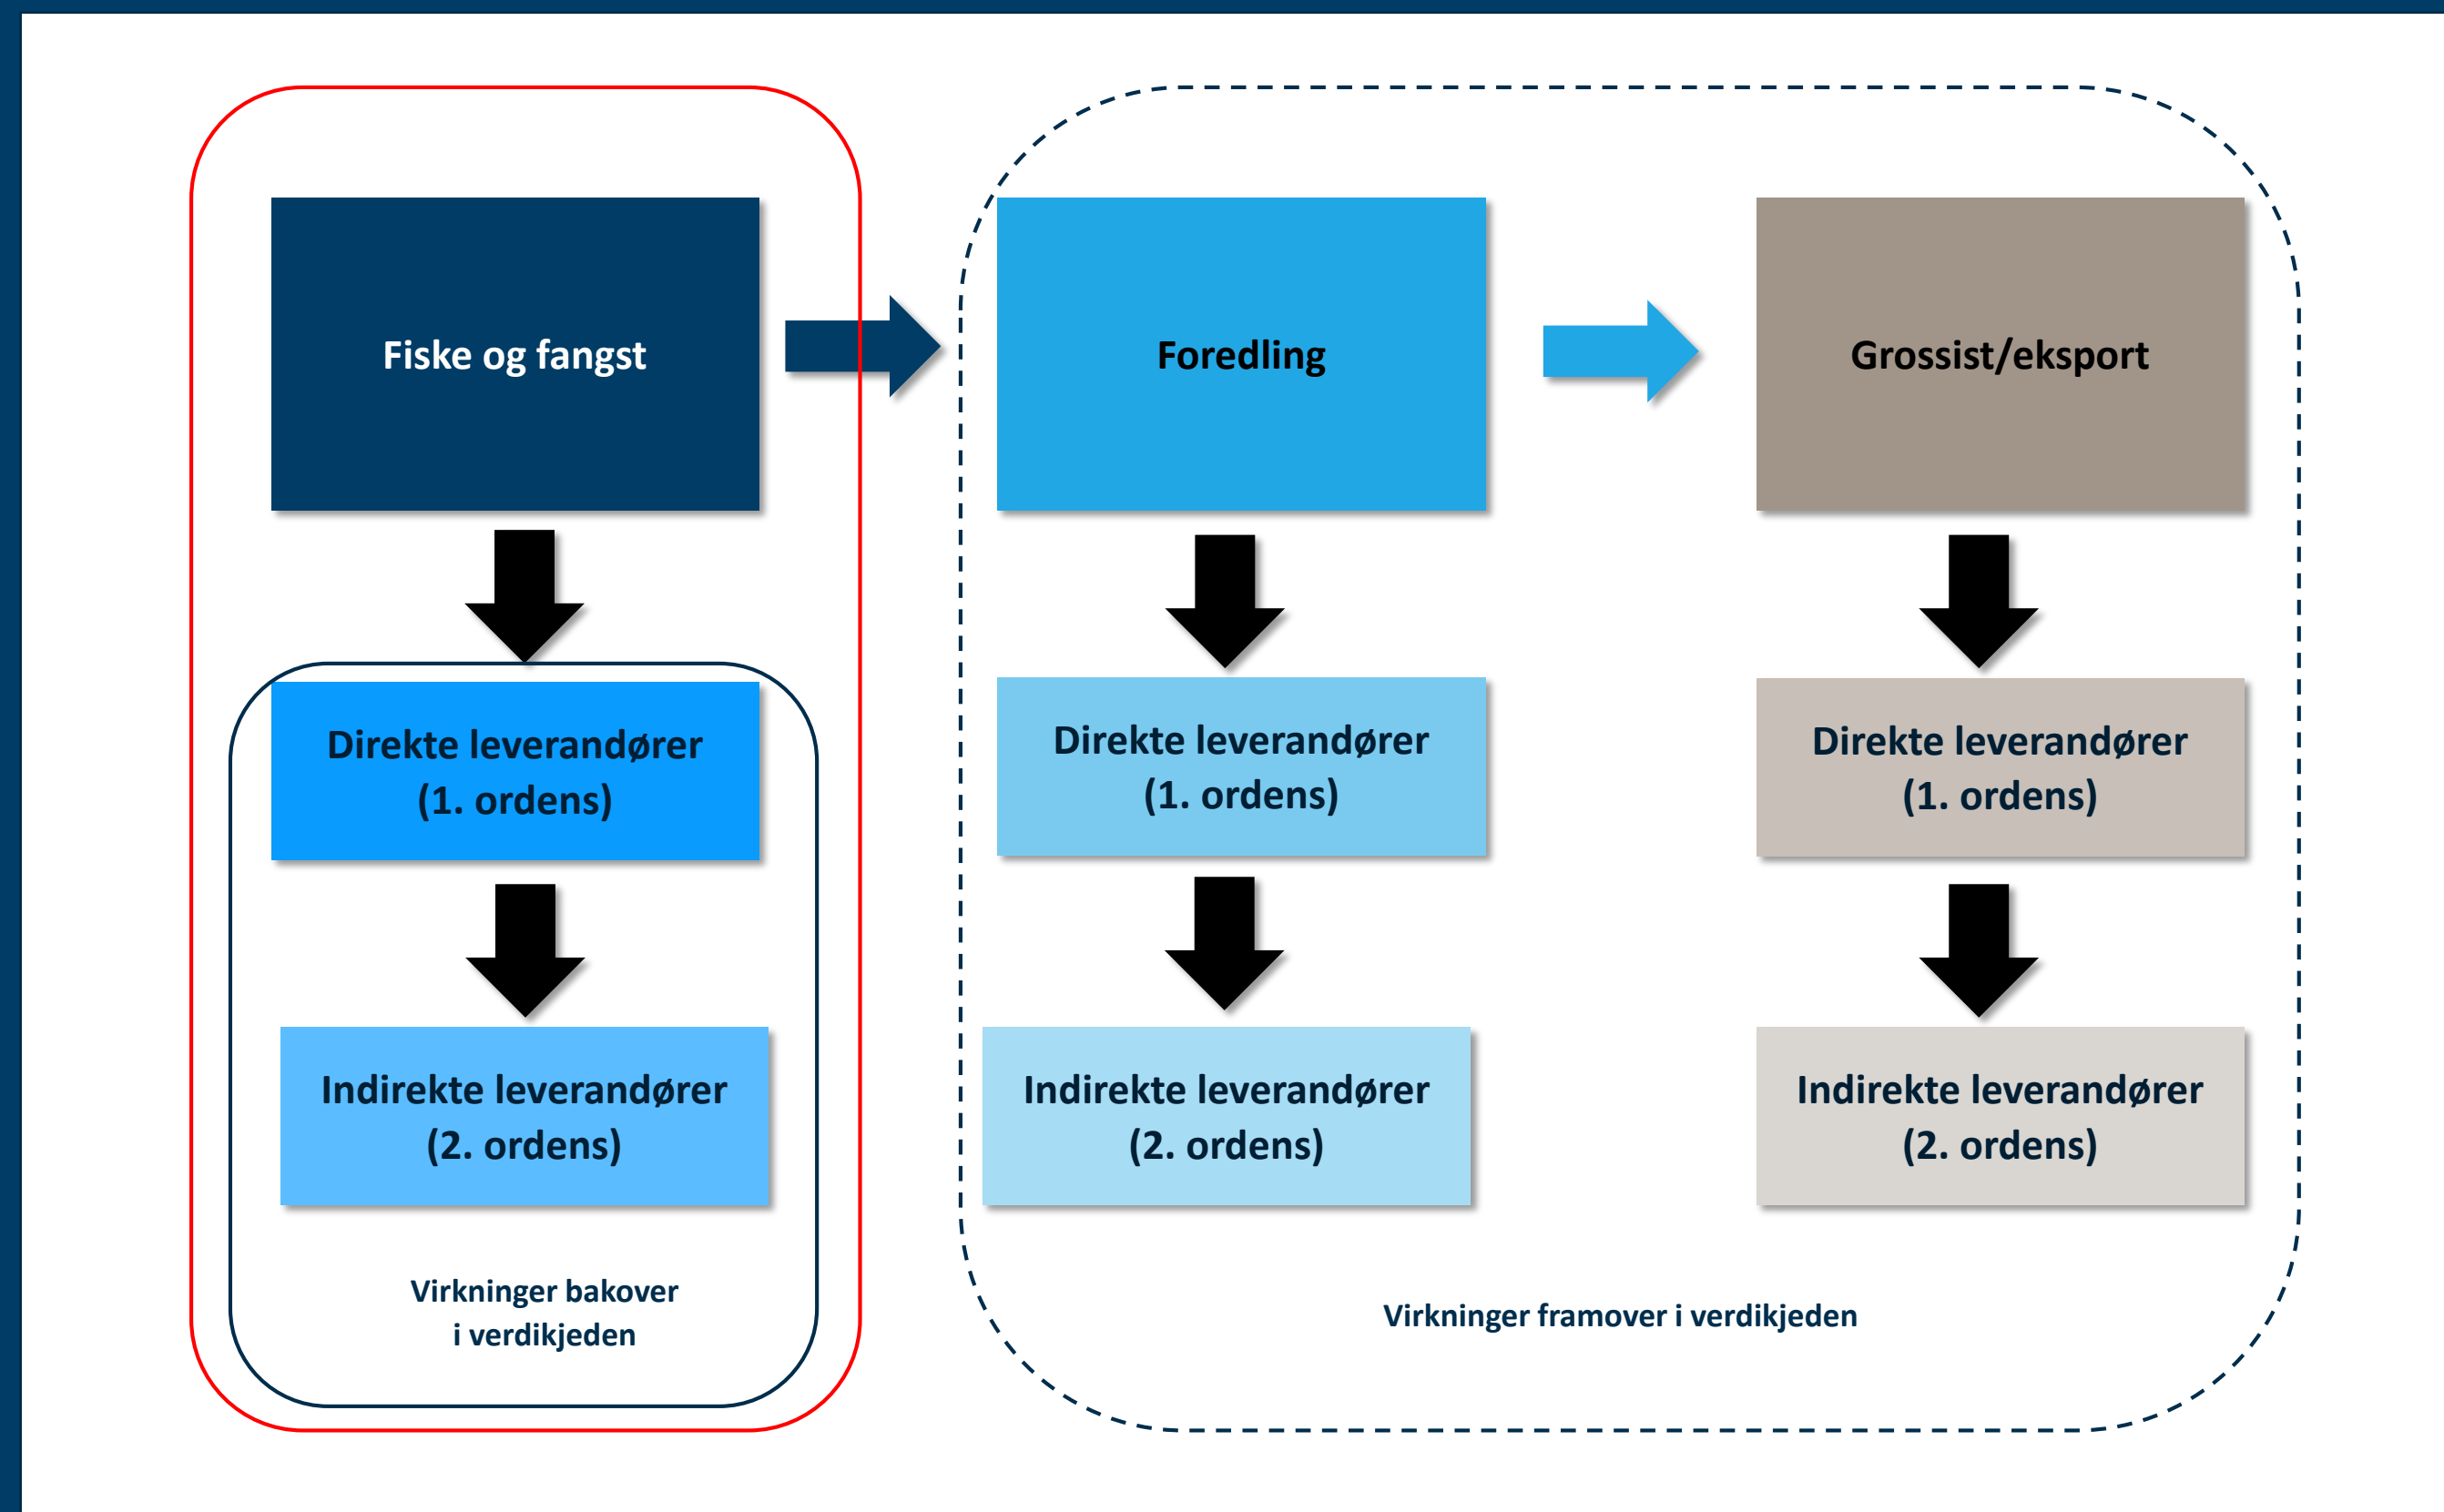 Fiske og fangst
Foredling
Grossist/eksport
Direkte leverandører
(1. ordens)
Direkte leverandører
(1. ordens)
Direkte leverandører
(1. ordens)
Indirekte leverandører
(2. ordens)
Indirekte leverandører
(2. ordens)
Indirekte leverandører
(2. ordens)
Virkninger bakover
i verdikjeden
Virkninger framover i verdikjeden